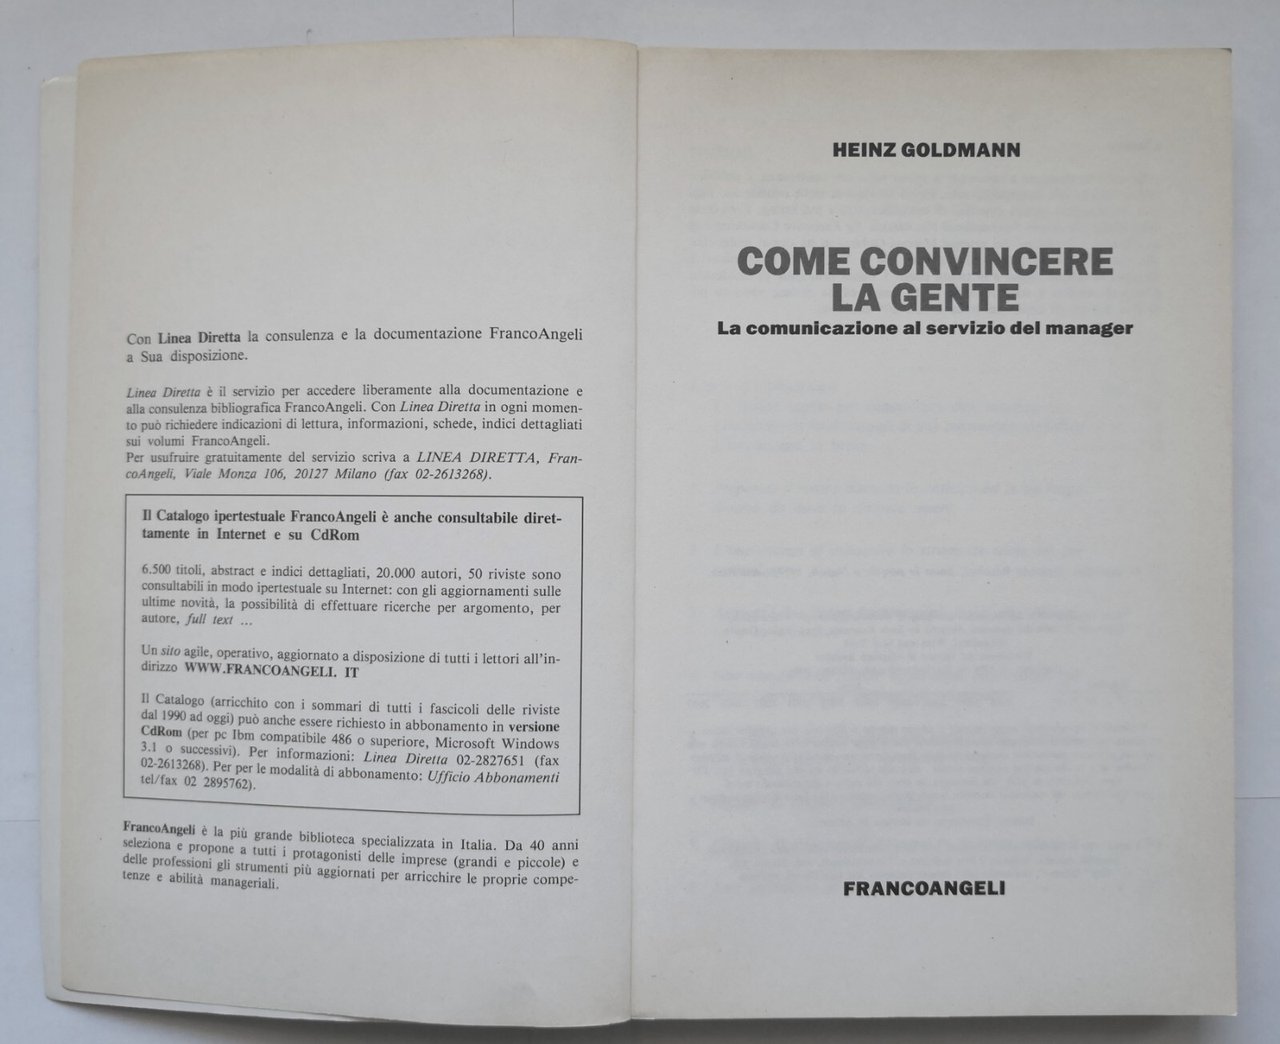 Con Linea Diretta la consulenza e la documentazione FrancoAngeli
a Sua disposizione.
Linea Diretta è il servizio per accedere liberamente alla documentazione e
alla consulenza bibliografica FrancoAngeli. Con Linea Diretta in ogni momen-
to può richiedere indicazioni di lettura, informazioni, schede, indici dettagliati
sui volumi FrancoAngeli.
Per usufruire gratuitamente del servizio scriva a LINEA DIRETTA, Fran-
coAngeli, Viale Monza 106, 20127 Milano (fax 02-2613268).
Il Catalogo ipertestuale FrancoAngeli è anche consultabile diret-
tamente in Internet e su CdRom
6.500 titoli, abstract e indici dettagliati, 20.000 autori, 50 riviste sono
consultabili in modo ipertestuale su Internet: con gli aggiornamenti sulle
ultime novità, la possibilità di effettuare ricerche per argomento, per
autore, full text ...
Un sito agile, operativo, aggiornato a disposizione di tutti i lettori all'in-
dirizzo WWW.FRANCOANGELI. IT
Il Catalogo (arricchito con i sommari di tutti i fascicoli delle riviste
dal 1990 ad oggi) può anche essere richiesto in abbonamento in versione
CdRom (per pc Ibm compatibile 486 o superiore, Microsoft Windows
3.1 o successivi). Per informazioni: Linea Diretta 02-2827651 (fax
02-2613268). Per per le modalità di abbonamento: Ufficio Abbonamenti
tel/fax 02 2895762).
FrancoAngeli è la più grande biblioteca specializzata in Italia. Da 40 anni
seleziona e propone a tutti i protagonisti delle imprese (grandi e piccole) e
delle professioni gli strumenti più aggiornati per arricchire le proprie compe-
tenze e abilità manageriali.
HEINZ GOLDMANN
COME CONVINCERE
LA GENTE
La comunicazione al servizio del manager
FRANCOANGELI